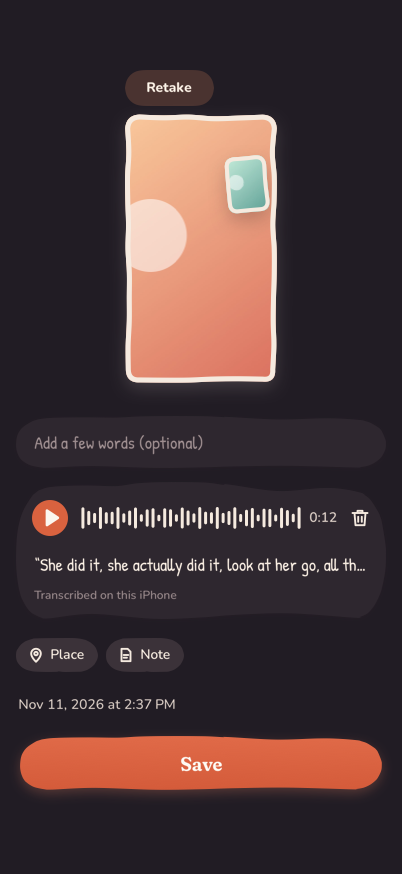 Retake
Add a few words (optional)
0:12
“She did it, she actually did it, look at her go, all th…
Transcribed on this iPhone
Place
Note
Nov 11, 2026 at 2:37 PM
Save